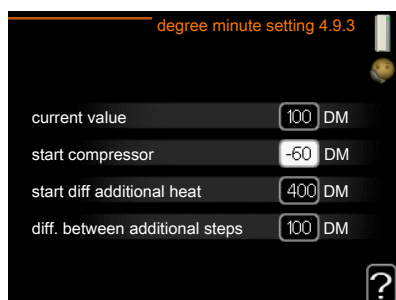 degree minute setting 4.9.3
current value 100 DM
start compressor -60 DM
start diff additional heat 400 DM
diff. between additional steps 100 DM
?